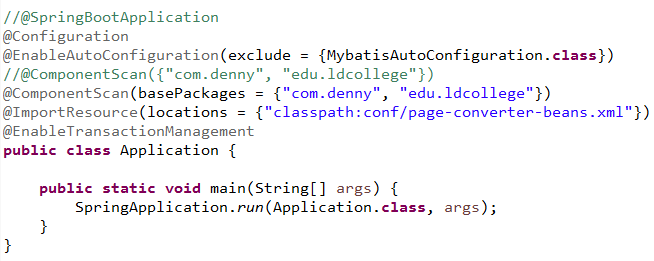 //@SpringBootApplication
@Configuration
@EnableAutoConfiguration(exclude = {MybatisAutoConfiguration.class})
//@ComponentScan({"com.denny", "edu.ldcollege"})
@ComponentScan(basePackages = {"com.denny", "edu.ldcollege"})
@ImportResource(locations = {"classpath:conf/page-converter-beans.xml"})
@EnableTransactionManagement
public class Application {
    public static void main(String[] args) {
        SpringApplication.run(Application.class, args);
    }
}